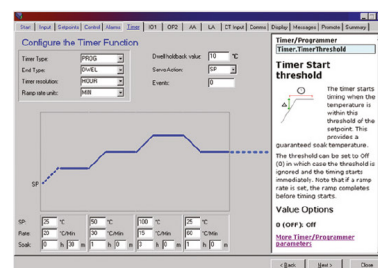 Start Input Setpoints Control Alarms Timer IO1 OP2 AA LA CT Input Comms Display Messages Promote Summary
Configure the Timer Function
Timer Type: PROG
End Type: DWEL
Timer resolution: HOUR
Ramp rate units: MIN
Dwell holdback value: 10 °C
Servo Action: SP
Events: 0
SP
SP: 25 °C 50 °C 100 °C 25 °C
Rate: 20 °C/Min 30 °C/Min 15 °C/Min 60 °C/Min
Soak: 0 h 30 m 1 h 0 m 3 h 0 m 1 h 0 m
Timer/Programmer
Timer.TimerThreshold
Timer Start
threshold
The timer starts
timing when the
temperature is
within this
threshold of the
setpoint. This
provides a
guaranteed soak temperature.
The threshold can be set to Off
(0) in which case the threshold is
ignored and the timing starts
immediately. Note that if a ramp
rate is set, the ramp completes
before timing starts.
Value Options
0 (OFF): Off
More Timer/Programmer
parameters
< Back Next > Close